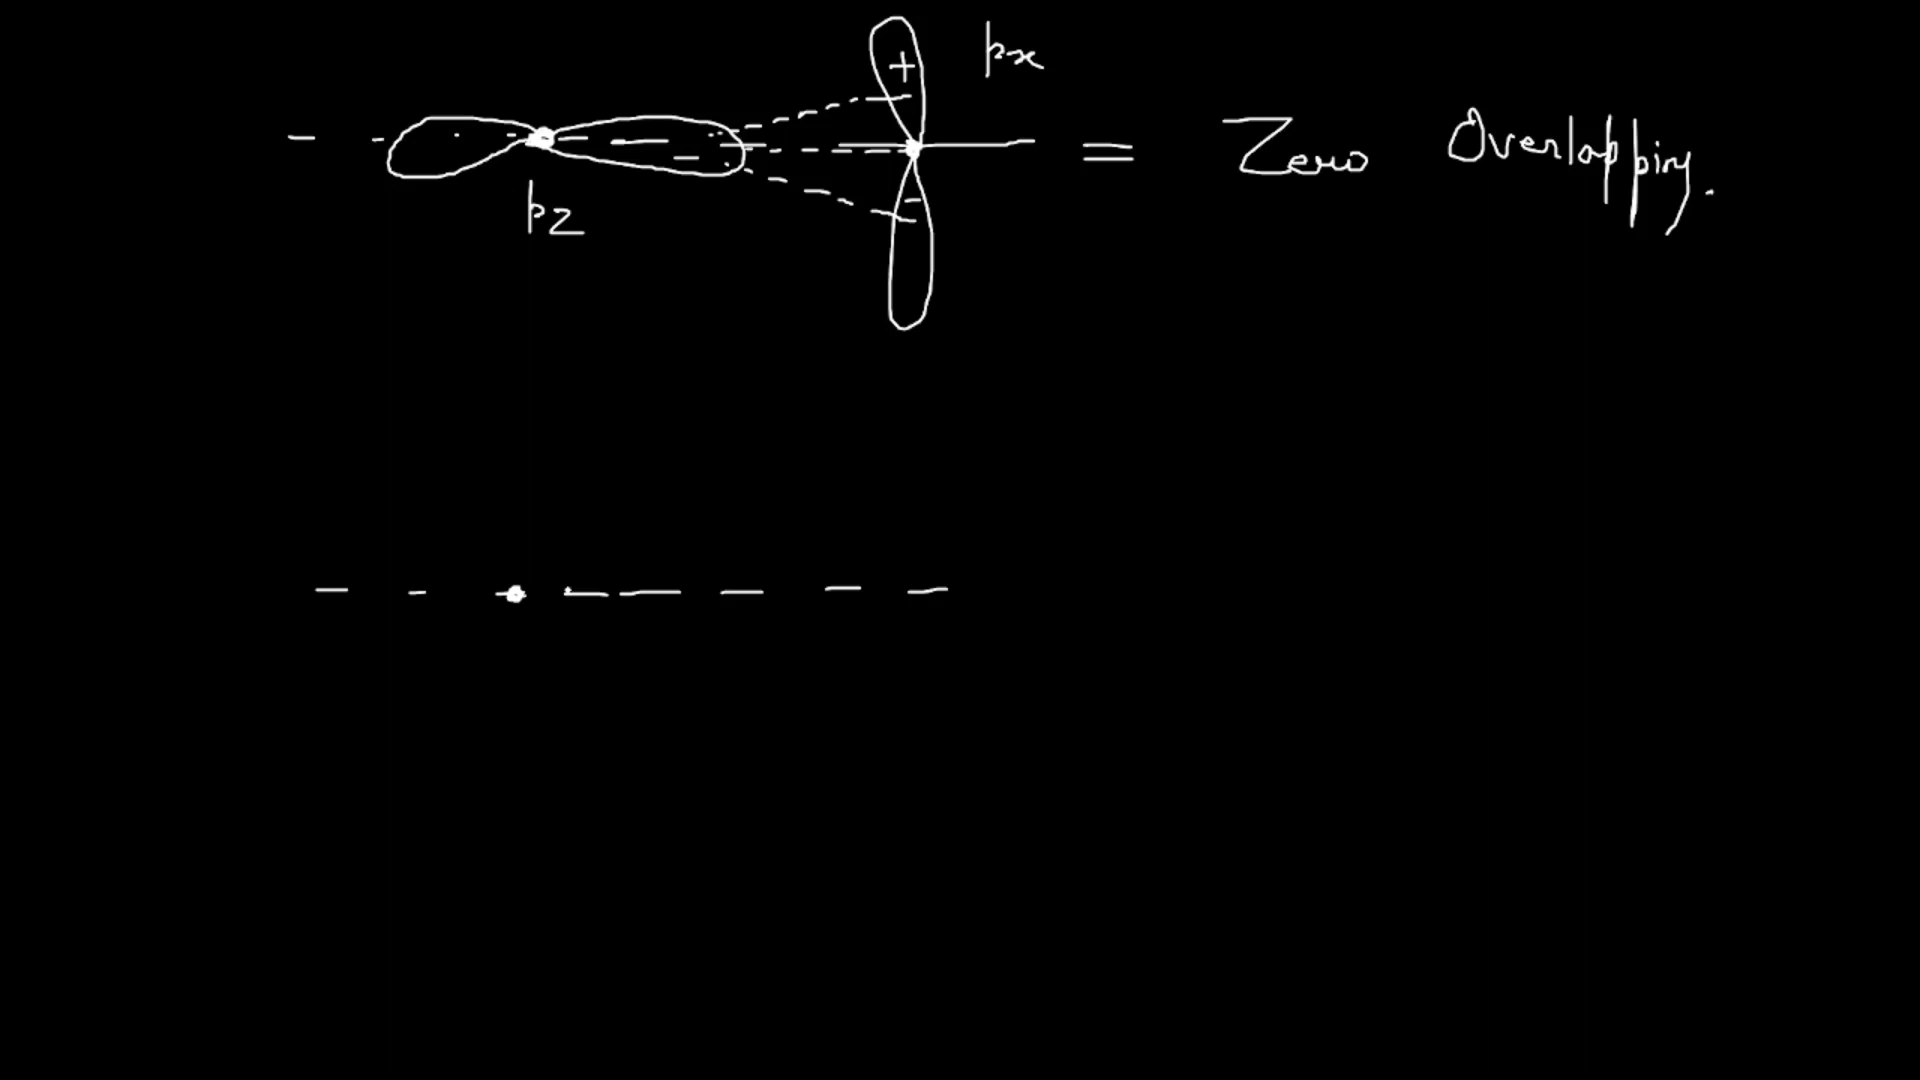 px
+
= Zero Overlapping.
-
pz
-